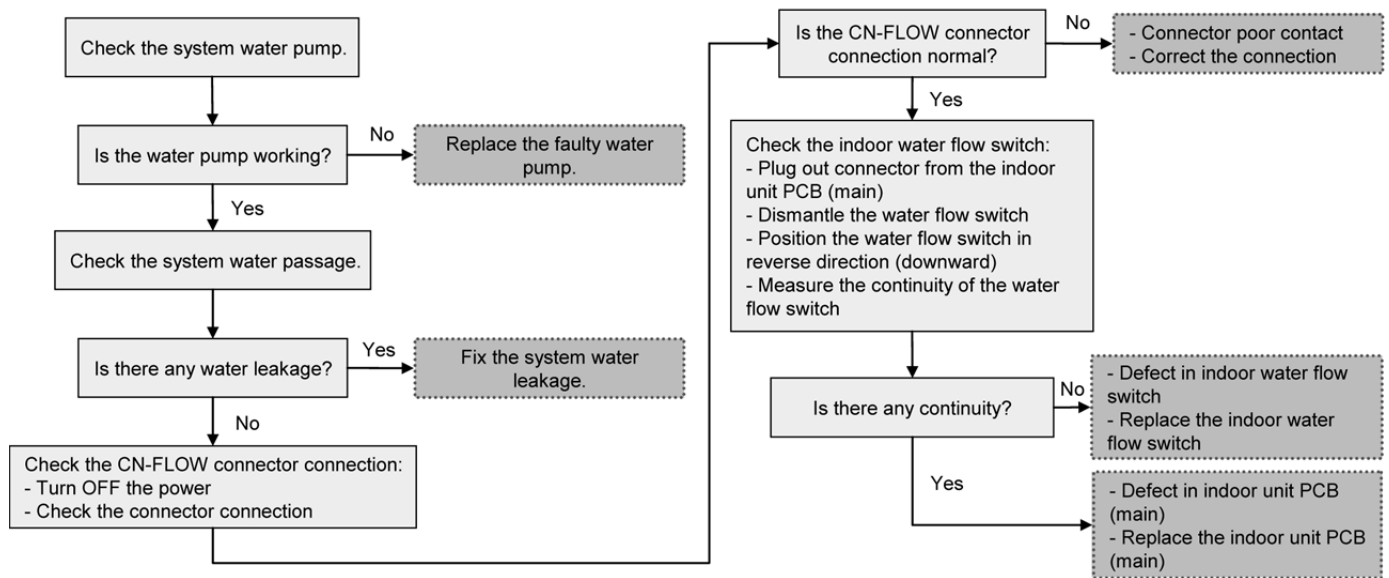 Check the system water pump.
Is the water pump working?
No
Replace the faulty water
pump.
Yes
Check the system water passage.
Is there any water leakage?
Yes
Fix the system water
leakage.
No
Check the CN-FLOW connector connection:
- Turn OFF the power
- Check the connector connection
Is the CN-FLOW connector
connection normal?
No
- Connector poor contact
- Correct the connection
Yes
Check the indoor water flow switch:
- Plug out connector from the indoor
unit PCB (main)
- Dismantle the water flow switch
- Position the water flow switch in
reverse direction (downward)
- Measure the continuity of the water
flow switch
Is there any continuity?
No
- Defect in indoor water flow
switch
- Replace the indoor water
flow switch
Yes
- Defect in indoor unit PCB
(main)
- Replace the indoor unit PCB
(main)